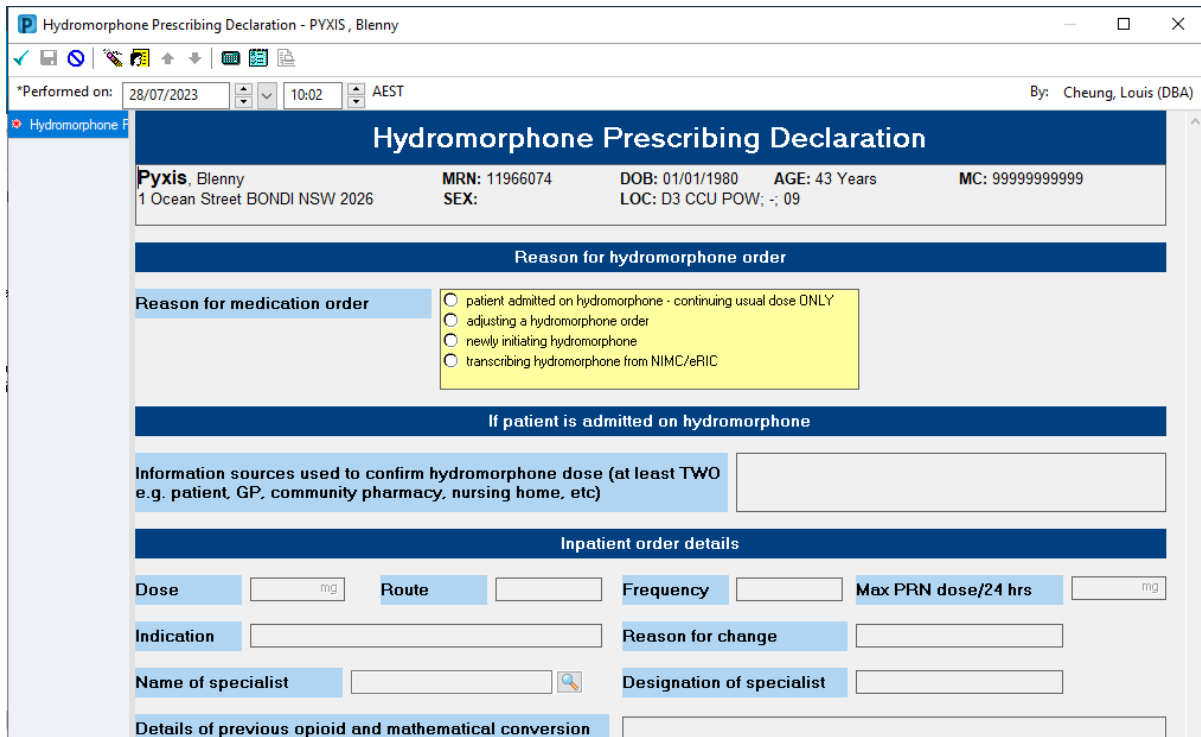 Hydromorphone Prescribing Declaration - PYXIS , Blenny
*Performed on: 28/07/2023 10:02 AEST By: Cheung, Louis (DBA)
Hydromorphone P
Hydromorphone Prescribing Declaration
Pyxis, Blenny MRN: 11966074 DOB: 01/01/1980 AGE: 43 Years MC: 99999999999
1 Ocean Street BONDI NSW 2026 SEX: LOC: D3 CCU POW; -; 09
Reason for hydromorphone order
Reason for medication order
patient admitted on hydromorphone - continuing usual dose ONLY
adjusting a hydromorphone order
newly initiating hydromorphone
transcribing hydromorphone from NIMC/eRIC
If patient is admitted on hydromorphone
Information sources used to confirm hydromorphone dose (at least TWO
e.g. patient, GP, community pharmacy, nursing home, etc)
Inpatient order details
Dose mg Route Frequency Max PRN dose/24 hrs mg
Indication Reason for change
Name of specialist Designation of specialist
Details of previous opioid and mathematical conversion